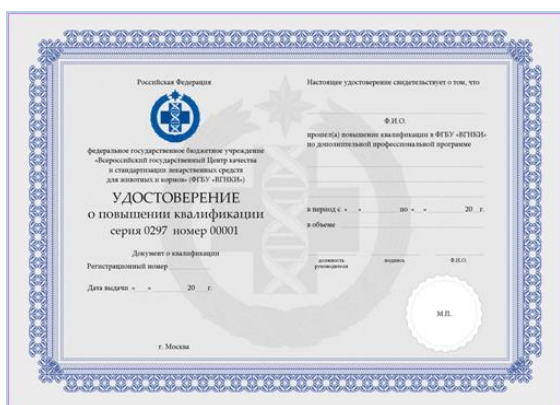 Российская Федерация
федеральное государственное бюджетное учреждение
«Всероссийский государственный Центр качества
и стандартизации лекарственных средств
для животных и кормов» (ФГБУ «ВГНКИ»)
УДОСТОВЕРЕНИЕ
о повышении квалификации
серия 0297 номер 00001
Документ о квалификации
Регистрационный номер
Дата выдачи « » 20 г.
г. Москва
Настоящее удостоверение свидетельствует о том, что
Ф.И.О.
прошел(а) повышение квалификации в ФГБУ «ВГНКИ»
по дополнительной профессиональной программе
в период с « » по « » 20 г.
в объеме
должность подпись Ф.И.О.
руководителя
М.П.